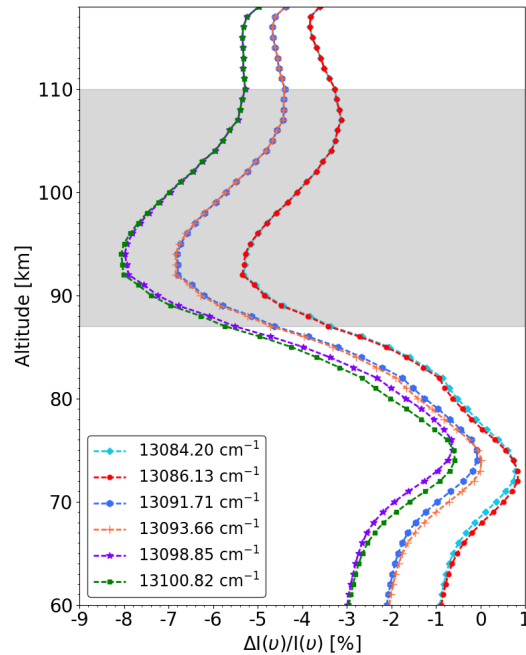 Altitude [km]
110
100
90
80
70
60
13084.20 cm⁻¹
13086.13 cm⁻¹
13091.71 cm⁻¹
13093.66 cm⁻¹
13098.85 cm⁻¹
13100.82 cm⁻¹
-9 -8 -7 -6 -5 -4 -3 -2 -1 0 1
ΔI(υ)/I(υ) [%]